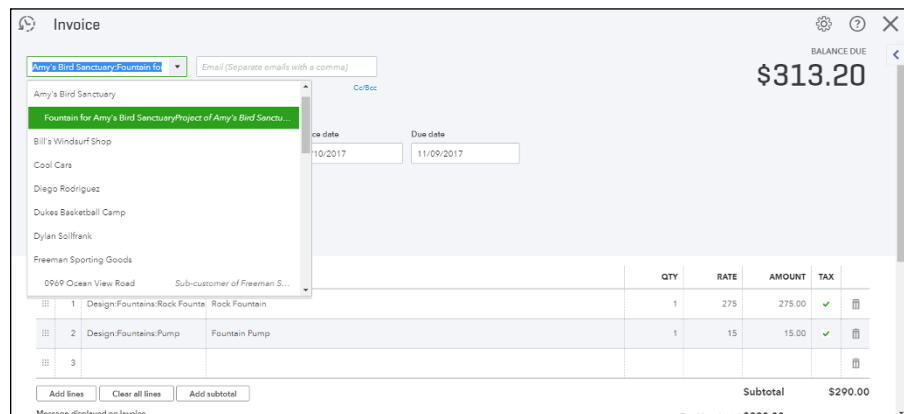 Invoice
BALANCE DUE
$313.20
Amy's Bird Sanctuary:Fountain fo
Email (Separate emails with a comma)
Cc/Bcc
Amy's Bird Sanctuary
Fountain for Amy's Bird SanctuaryProject of Amy's Bird Sanctu...
Bill's Windsurf Shop
Cool Cars
Diego Rodriguez
Dukes Basketball Camp
Dylan Sollfrank
Freeman Sporting Goods
0969 Ocean View Road Sub-customer of Freeman S...
ce date
Due date
10/2017
11/09/2017
QTY RATE AMOUNT TAX
1 Design:Fountains:Rock Founta Rock Fountain 1 275 275.00
2 Design:Fountains:Pump Fountain Pump 1 15 15.00
3
Add lines Clear all lines Add subtotal
Subtotal $290.00
Message displayed on invoice